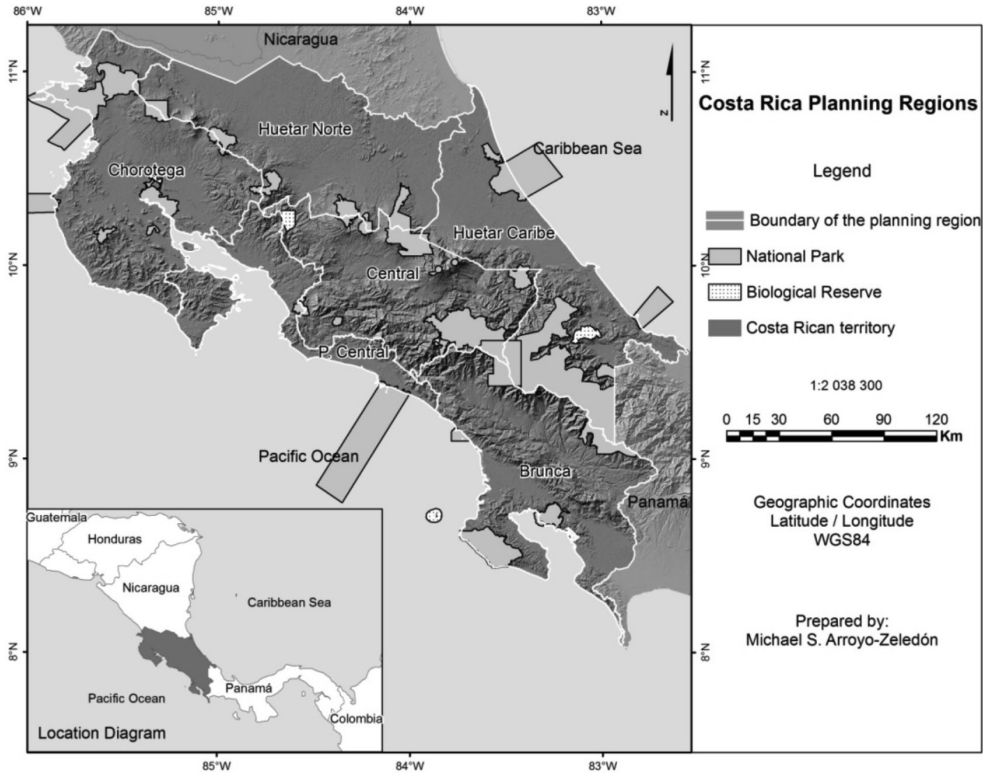 86°W 85°W 84°W 83°W
11°N
10°N
9°N
8°N
11°N
10°N
9°N
8°N
85°W 84°W 83°W
Nicaragua
N
Huetar Norte
Caribbean Sea
Chorotega
Huetar Caribe
Central
P. Central
Pacific Ocean
Brunca
Panamá
Guatemala
Honduras
Nicaragua
Caribbean Sea
Panamá
Pacific Ocean
Colombia
Location Diagram
Costa Rica Planning Regions
Legend
Boundary of the planning region
National Park
Biological Reserve
Costa Rican territory
1:2 038 300
0 15 30 60 90 120
Km
Geographic Coordinates
Latitude / Longitude
WGS84
Prepared by:
Michael S. Arroyo-Zeledón